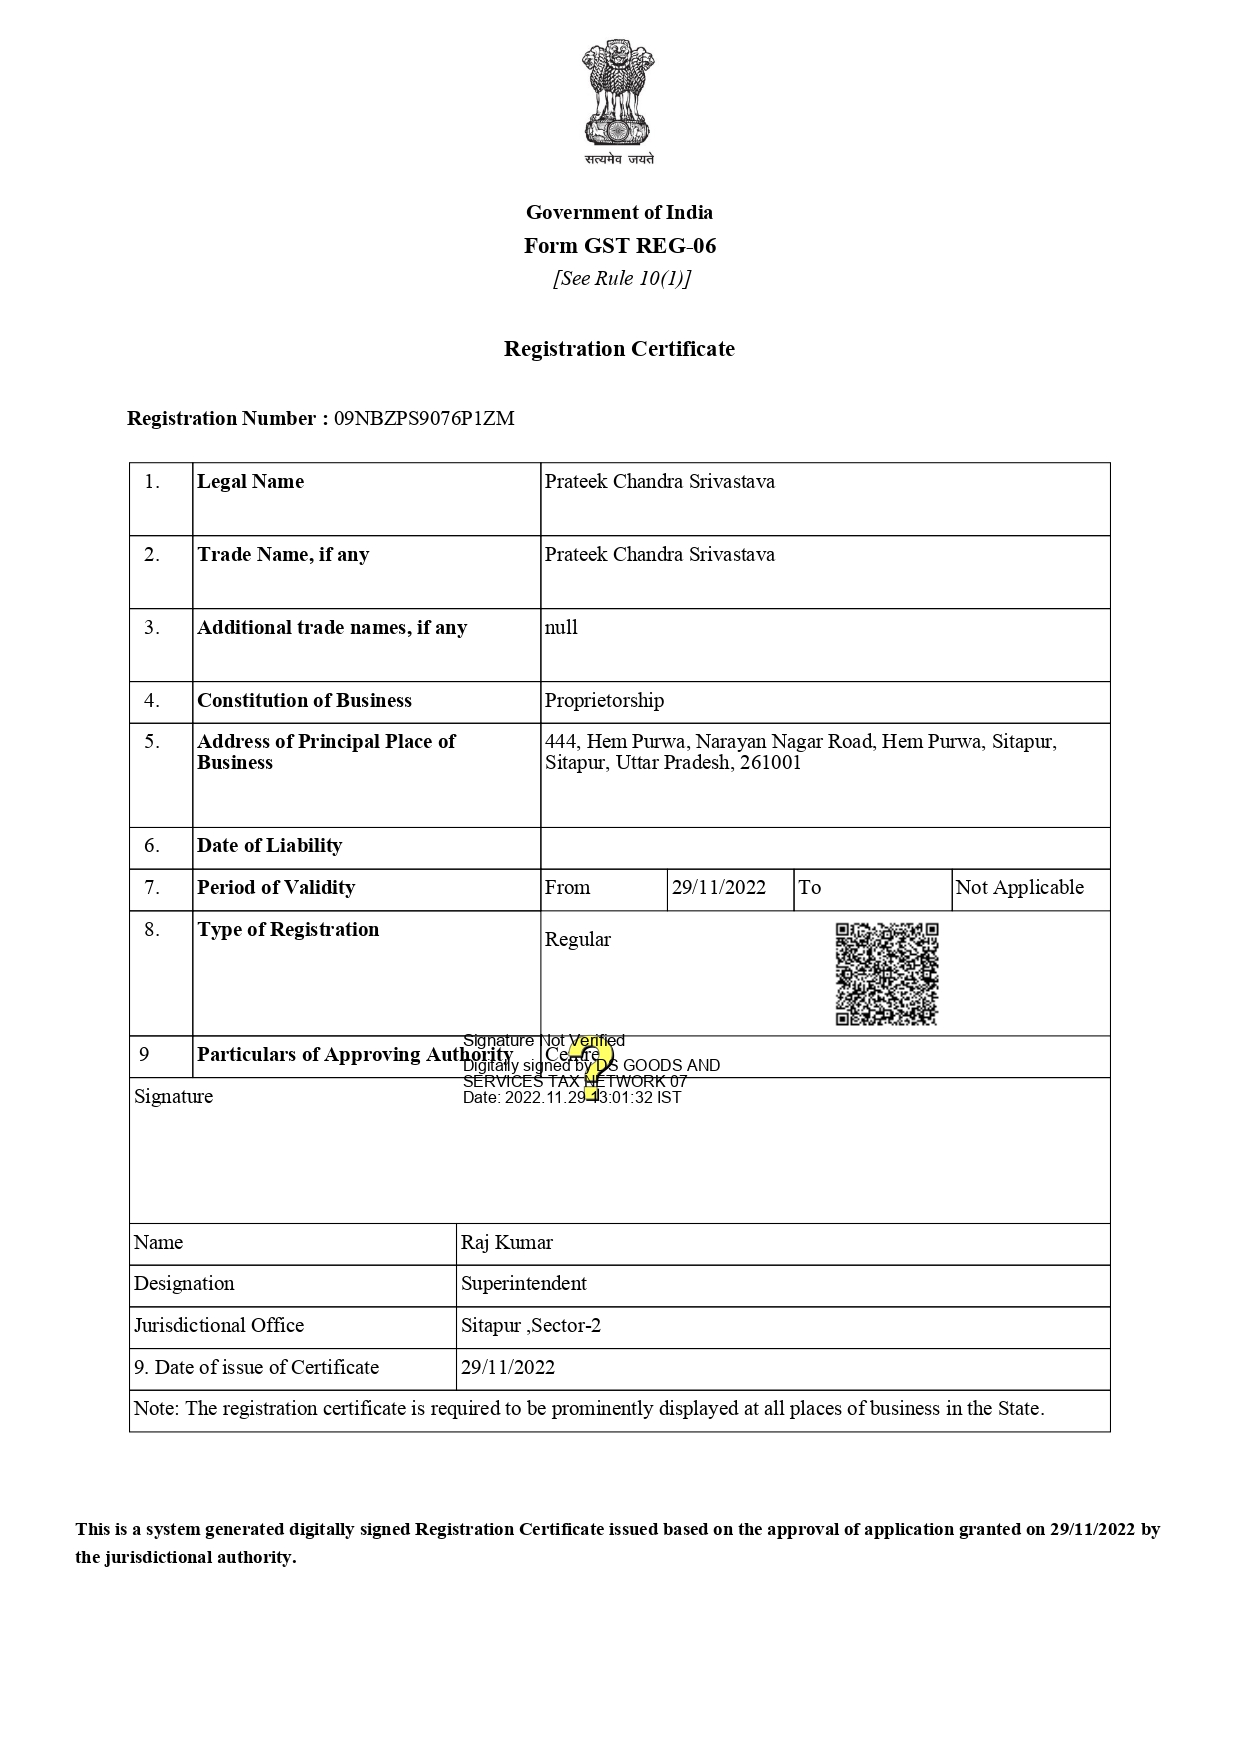 सत्यमेव जयते
Government of India
Form GST REG-06
[See Rule 10(1)]
Registration Certificate
Registration Number : 09NBZPS9076P1ZM
1. Legal Name Prateek Chandra Srivastava
2. Trade Name, if any Prateek Chandra Srivastava
3. Additional trade names, if any null
4. Constitution of Business Proprietorship
5. Address of Principal Place of 444, Hem Purwa, Narayan Nagar Road, Hem Purwa, Sitapur,
Business Sitapur, Uttar Pradesh, 261001
6. Date of Liability
7. Period of Validity From 29/11/2022 To Not Applicable
8. Type of Registration Regular
Signature Not Verified
9 Particulars of Approving Authority Centre
Digitally signed by DS GOODS AND
SERVICES TAX NETWORK 07
Signature Date: 2022.11.29 13:01:32 IST
Name Raj Kumar
Designation Superintendent
Jurisdictional Office Sitapur ,Sector-2
9. Date of issue of Certificate 29/11/2022
Note: The registration certificate is required to be prominently displayed at all places of business in the State.
This is a system generated digitally signed Registration Certificate issued based on the approval of application granted on 29/11/2022 by
the jurisdictional authority.